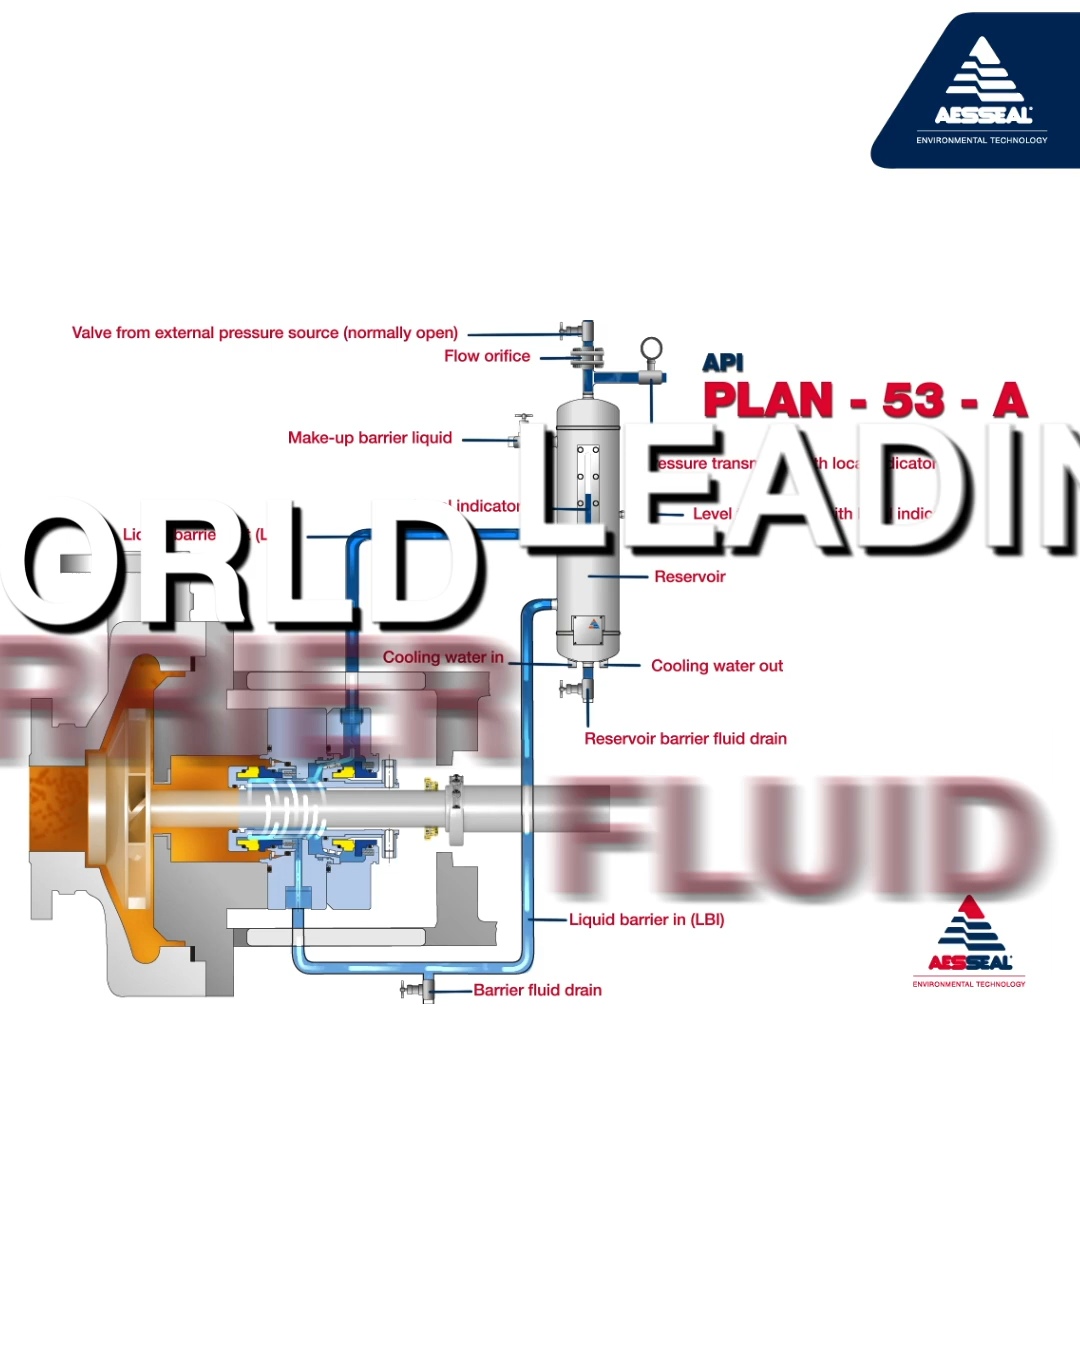 AESSEAL
ENVIRONMENTAL TECHNOLOGY
Valve from external pressure source (normally open)
Flow orifice
API
PLAN - 53 - A
Make-up barrier liquid
LEADIN
indicator
Level
ORLD
Reservoir
Cooling water in
Cooling water out
RRIER
Reservoir barrier fluid drain
FLUID
Liquid barrier in (LBI)
AESSEAL
ENVIRONMENTAL TECHNOLOGY
Barrier fluid drain